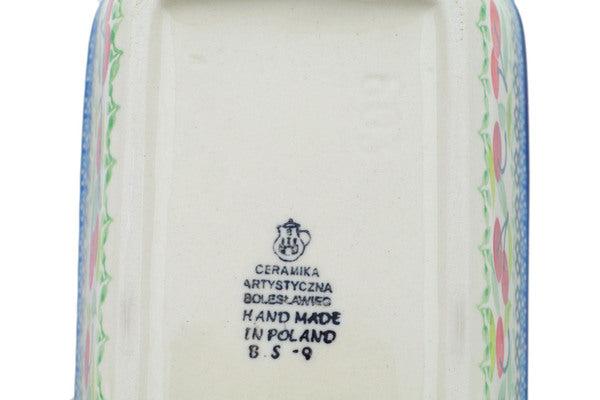 CERAMIKA
ARTYSTYCZNA
BOLESŁAWIEC
HAND MADE
IN POLAND
B.S-9